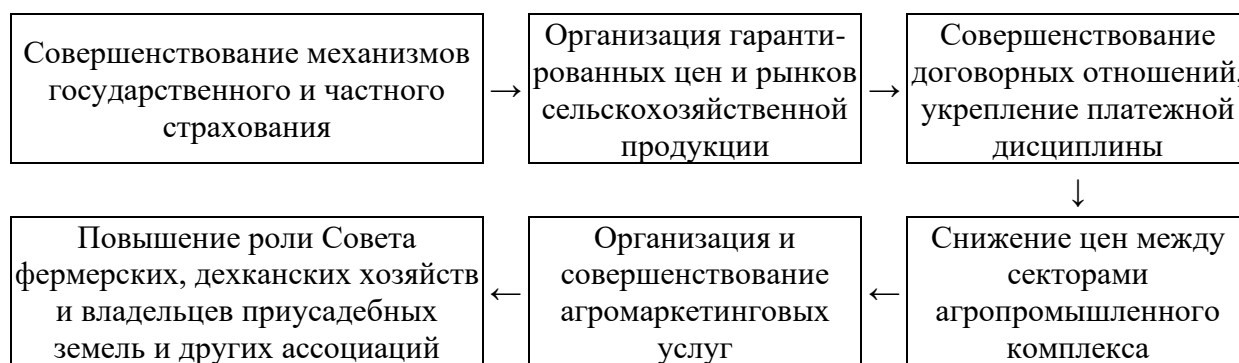 Совершенствование механизмов
государственного и частного
страхования
→
Организация гаранти-
рованных цен и рынков
сельскохозяйственной
продукции
→
Совершенствование
договорных отношений,
укрепление платежной
дисциплины
↓
Снижение цен между
секторами
агропромышленного
комплекса
←
Организация и
совершенствование
агромаркетинговых
услуг
←
Повышение роли Совета
фермерских, дехканских хозяйств
и владельцев приусадебных
земель и других ассоциаций